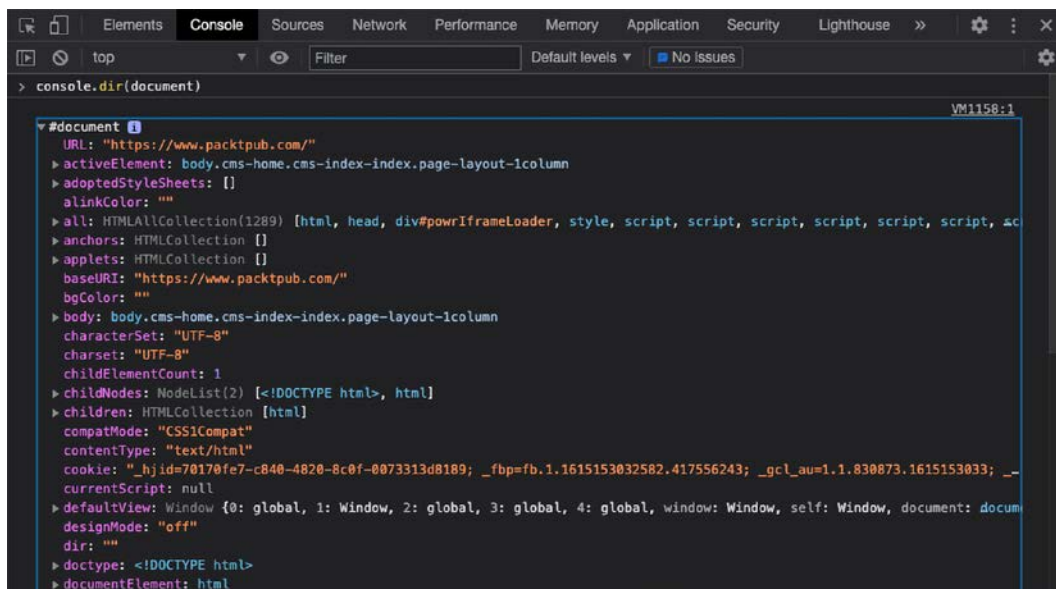 Elements Console Sources Network Performance Memory Application Security Lighthouse »
top Filter Default levels No Issues
> console.dir(document)
VM1158:1
#document i
URL: "https://www.packtpub.com/"
activeElement: body.cms-home.cms-index-index.page-layout-1column
adoptedStyleSheets: []
alinkColor: ""
all: HTMLAllCollection(1289) [html, head, div#powrIframeLoader, style, script, script, script, script, script, script, sc
anchors: HTMLCollection []
applets: HTMLCollection []
baseURI: "https://www.packtpub.com/"
bgColor: ""
body: body.cms-home.cms-index-index.page-layout-1column
characterSet: "UTF-8"
charset: "UTF-8"
childElementCount: 1
childNodes: NodeList(2) [<!DOCTYPE html>, html]
children: HTMLCollection [html]
compatMode: "CSS1Compat"
contentType: "text/html"
cookie: "_hjid=70170fe7-c840-4820-8c0f-0073313d8189; _fbp=fb.1.1615153032582.417556243; _gcl_au=1.1.830873.1615153033; _…
currentScript: null
defaultView: Window {0: global, 1: Window, 2: global, 3: global, 4: global, window: Window, self: Window, document: docum
designMode: "off"
dir: ""
doctype: <!DOCTYPE html>
documentElement: html